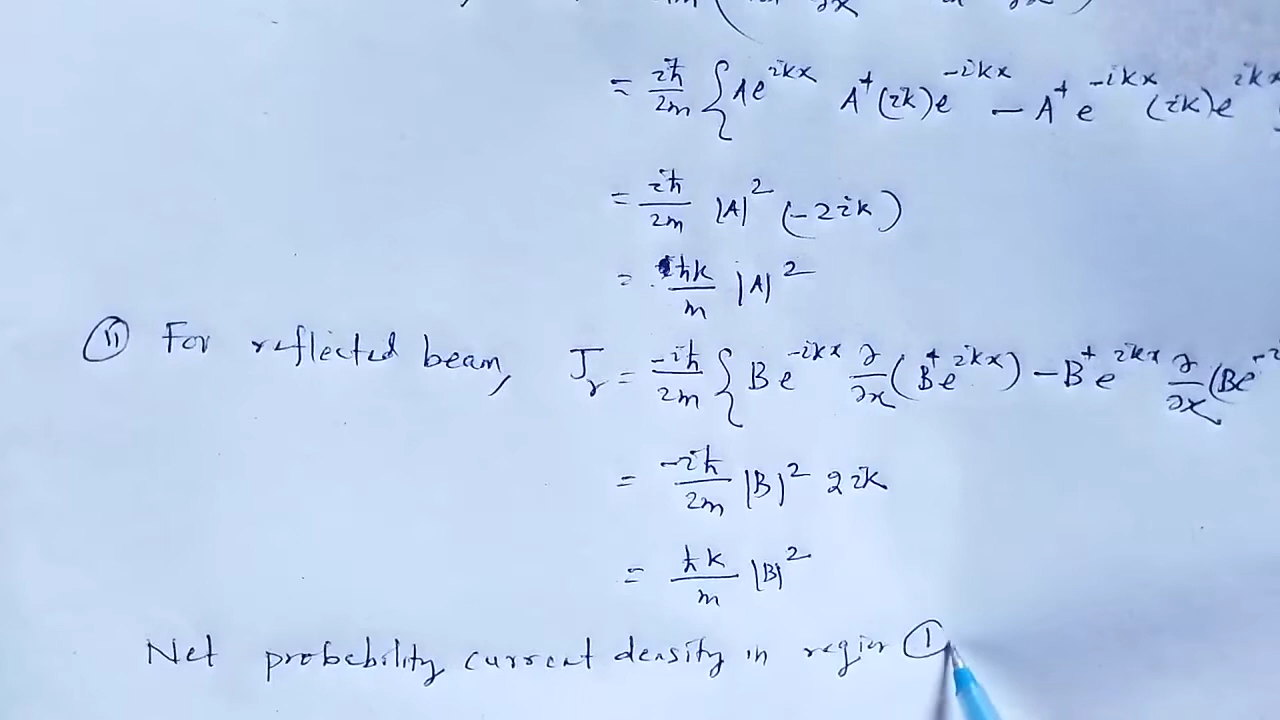 = iħ/2m { Ae^{ikx} A^*(ik)e^{-ikx} - A^* e^{-ikx} (ik)e^{ikx}
= iħ/2m |A|^2 (-2ik)
= ħk/m |A|^2
(ii) For reflected beam, J_r = -iħ/2m { Be^{-ikx} ∂/∂x (B^* e^{ikx}) - B^* e^{ikx} ∂/∂x (Be^{-i
= -iħ/2m |B|^2 2ik
= ħk/m |B|^2
Net probability current density in region (1)